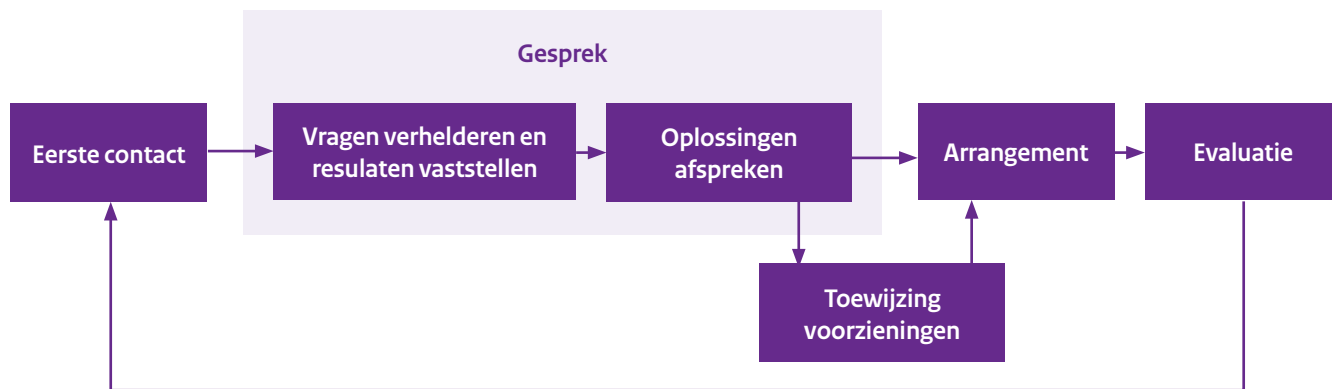 Gesprek
Eerste contact
Vragen verhelderen en
resulaten vaststellen
Oplossingen
afspreken
Arrangement
Evaluatie
Toewijzing
voorzieningen